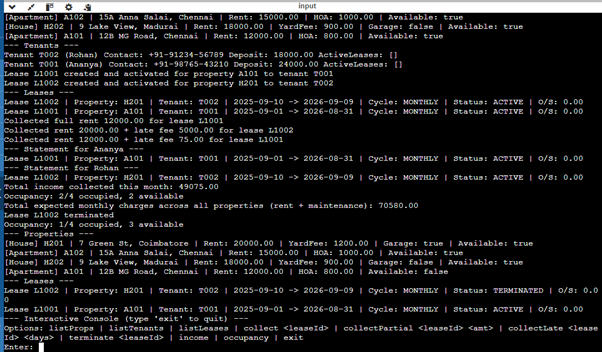 input
[Apartment] A102 | 15A Anna Salai, Chennai | Rent: 15000.00 | HOA: 1000.00 | Available: true
[House] H202 | 9 Lake View, Madurai | Rent: 18000.00 | YardFee: 900.00 | Garage: false | Available: true
[Apartment] A101 | 12B MG Road, Chennai | Rent: 12000.00 | HOA: 800.00 | Available: true
--- Tenants ---
Tenant T002 (Rohan) Contact: +91-91234-56789 Deposit: 18000.00 ActiveLeases: []
Tenant T001 (Ananya) Contact: +91-98765-43210 Deposit: 24000.00 ActiveLeases: []
Lease L1001 created and activated for property A101 to tenant T001
Lease L1002 created and activated for property H201 to tenant T002
--- Leases ---
Lease L1002 | Property: H201 | Tenant: T002 | 2025-09-10 -> 2026-09-09 | Cycle: MONTHLY | Status: ACTIVE | O/S: 0.00
Lease L1001 | Property: A101 | Tenant: T001 | 2025-09-01 -> 2026-08-31 | Cycle: MONTHLY | Status: ACTIVE | O/S: 0.00
Collected full rent 12000.00 for lease L1001
Collected rent 20000.00 + late fee 5000.00 for lease L1002
Collected rent 12000.00 + late fee 75.00 for lease L1001
--- Statement for Ananya ---
Lease L1001 | Property: A101 | Tenant: T001 | 2025-09-01 -> 2026-08-31 | Cycle: MONTHLY | Status: ACTIVE | O/S: 0.00
--- Statement for Rohan ---
Lease L1002 | Property: H201 | Tenant: T002 | 2025-09-10 -> 2026-09-09 | Cycle: MONTHLY | Status: ACTIVE | O/S: 0.00
Total income collected this month: 49075.00
Occupancy: 2/4 occupied, 2 available
Total expected monthly charges across all properties (rent + maintenance): 70580.00
Lease L1002 terminated
Occupancy: 1/4 occupied, 3 available
--- Properties ---
[House] H201 | 7 Green St, Coimbatore | Rent: 20000.00 | YardFee: 1200.00 | Garage: true | Available: true
[Apartment] A102 | 15A Anna Salai, Chennai | Rent: 15000.00 | HOA: 1000.00 | Available: true
[House] H202 | 9 Lake View, Madurai | Rent: 18000.00 | YardFee: 900.00 | Garage: false | Available: true
[Apartment] A101 | 12B MG Road, Chennai | Rent: 12000.00 | HOA: 800.00 | Available: false
--- Leases ---
Lease L1002 | Property: H201 | Tenant: T002 | 2025-09-10 -> 2026-09-09 | Cycle: MONTHLY | Status: TERMINATED | O/S: 0.0
0
Lease L1001 | Property: A101 | Tenant: T001 | 2025-09-01 -> 2026-08-31 | Cycle: MONTHLY | Status: ACTIVE | O/S: 0.00
--- Interactive Console (type 'exit' to quit) ---
Options: listProps | listTenants | listLeases | collect <leaseId> | collectPartial <leaseId> <amt> | collectLate <lease
Id> <days> | terminate <leaseId> | income | occupancy | exit
Enter: